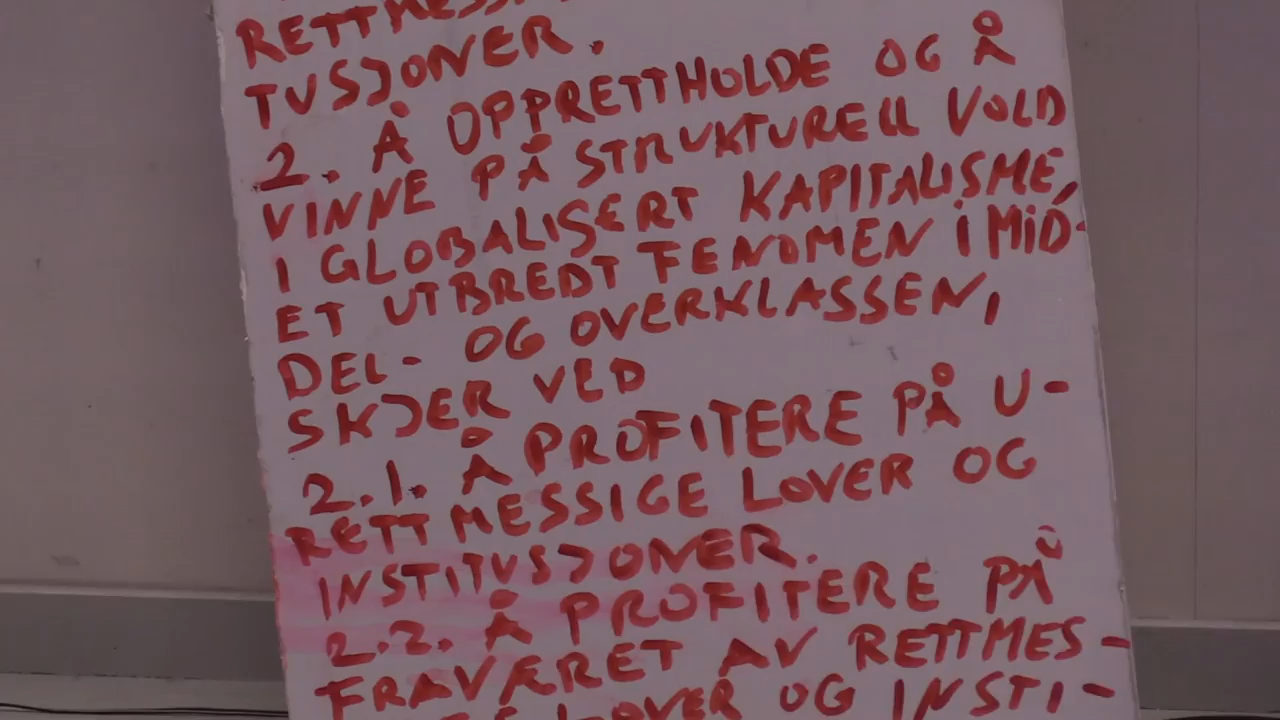 RETTMESSI
TUSJONER.
2. Å OPPRETTHOLDE OG Å
VINNE PÅ STRUKTURELL VOLD
I GLOBALISERT KAPITALISME,
ET UTBREDT FENOMEN I MID-
DEL- OG OVERKLASSEN,
SKJER VED
2.1. Å PROFITERE PÅ U-
RETTMESSIGE LOVER OG
INSTITUSJONER.
2.2. Å PROFITERE PÅ
FRAVÆRET AV RETTMES-
LOVER OG INSTI-